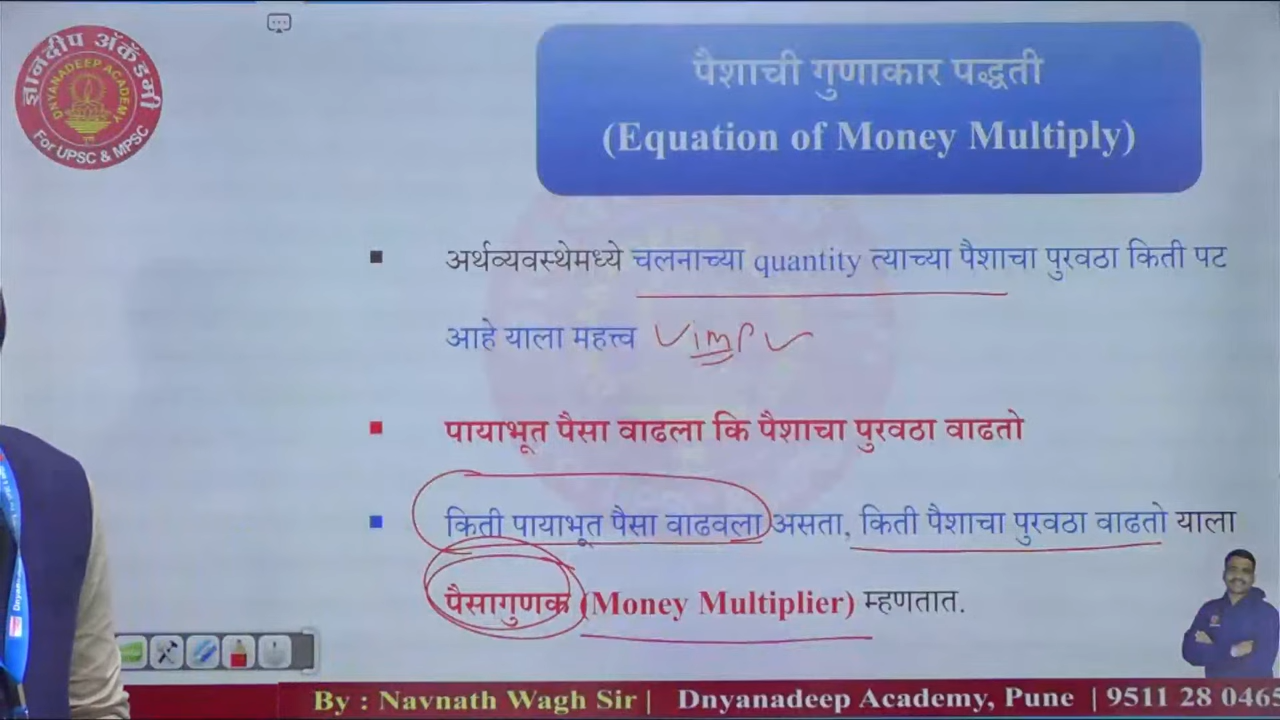 ज्ञानदीप अ‍ॅकॅडमी
DNYANADEEP ACADEMY
For UPSC & MPSC
पैशाची गुणाकार पद्धती
(Equation of Money Multiply)
अर्थव्यवस्थेमध्ये चलनाच्या quantity त्याच्या पैशाचा पुरवठा किती पट
आहे याला महत्त्व Vimp
पायाभूत पैसा वाढला कि पैशाचा पुरवठा वाढतो
किती पायाभूत पैसा वाढवला असता, किती पैशाचा पुरवठा वाढतो याला
पैसागुणक (Money Multiplier) म्हणतात.
By : Navnath Wagh Sir | Dnyanadeep Academy, Pune | 9511 28 0465